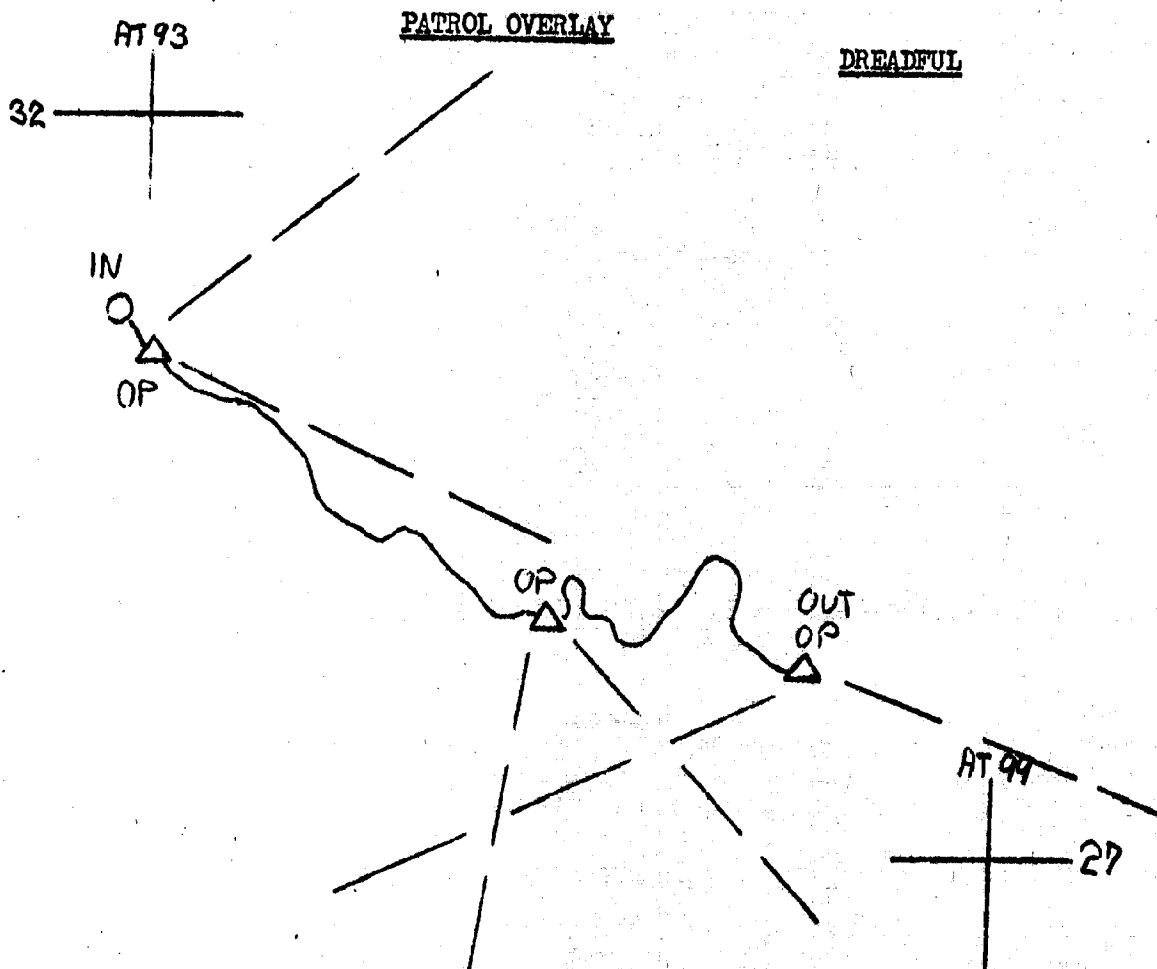 PATROL OVERLAY
DREADFUL
AT 93
32
IN
OP
OP
OUT
OP
AT 99
27